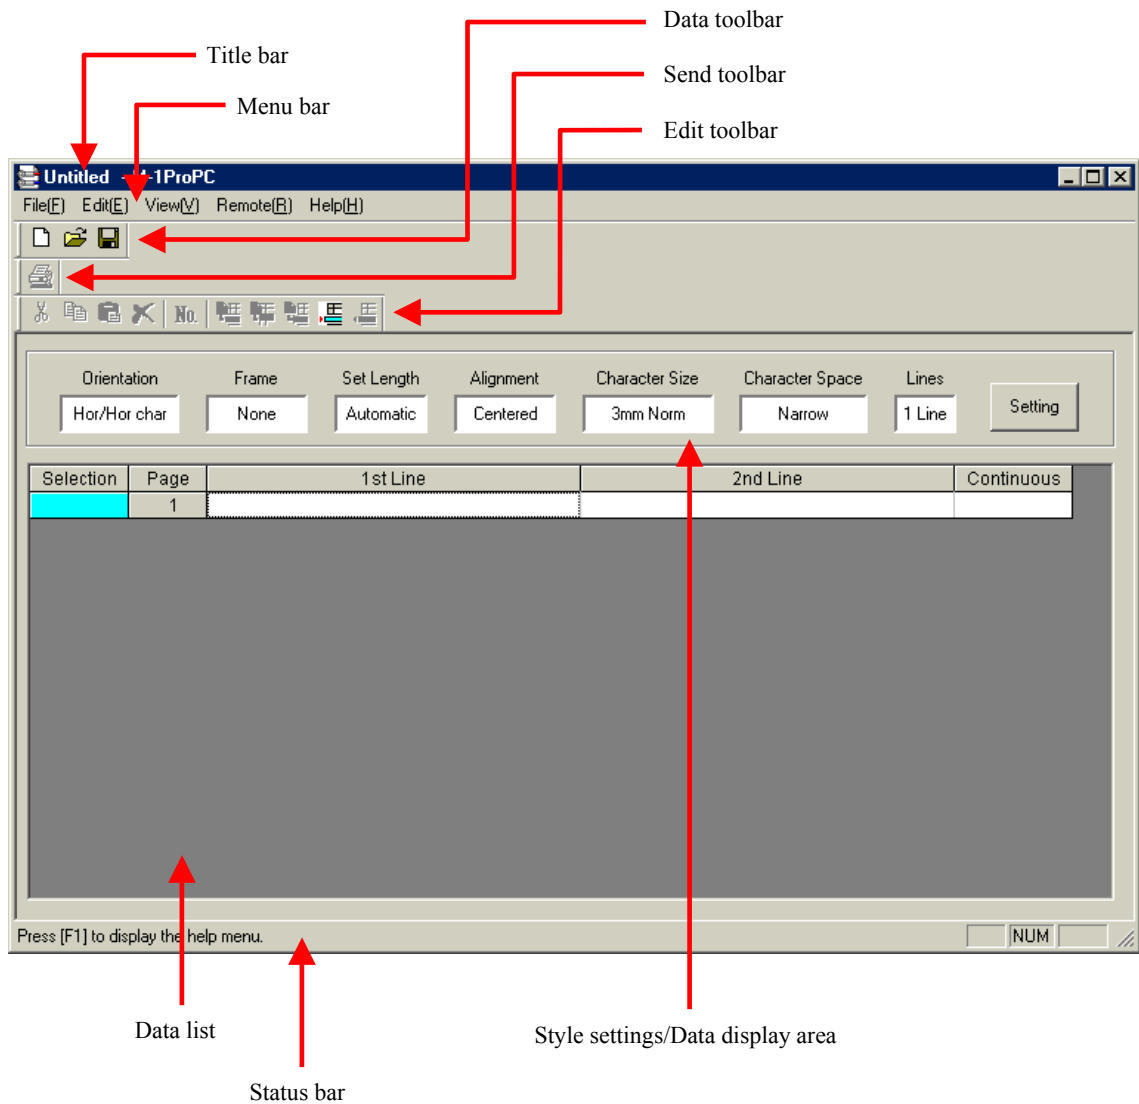 Data toolbar
Title bar
Send toolbar
Menu bar
Edit toolbar
Untitled - -1ProPC
File(F) Edit(E) View(V) Remote(R) Help(H)
No.
Orientation Frame Set Length Alignment Character Size Character Space Lines
Hor/Hor char None Automatic Centered 3mm Norm Narrow 1 Line Setting
Selection Page 1st Line 2nd Line Continuous
1
Press [F1] to display the help menu. NUM
Data list
Style settings/Data display area
Status bar